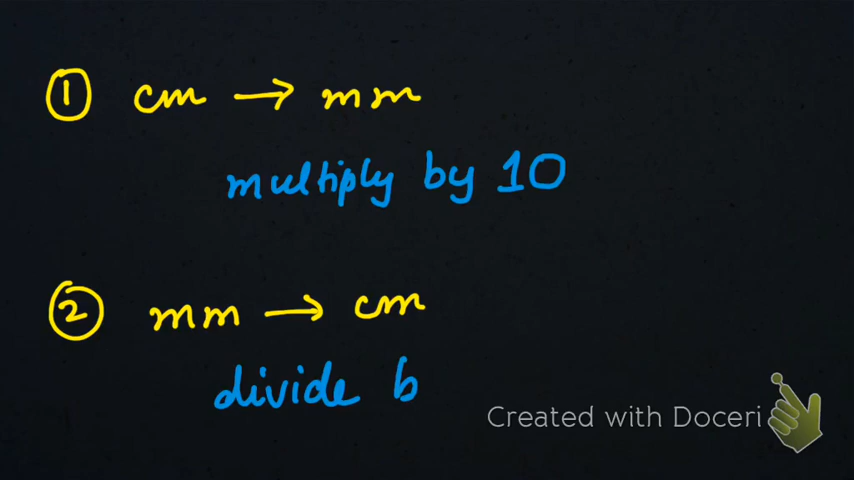 ① cm → mm
multiply by 10
② mm → cm
divide b
Created with Doceri